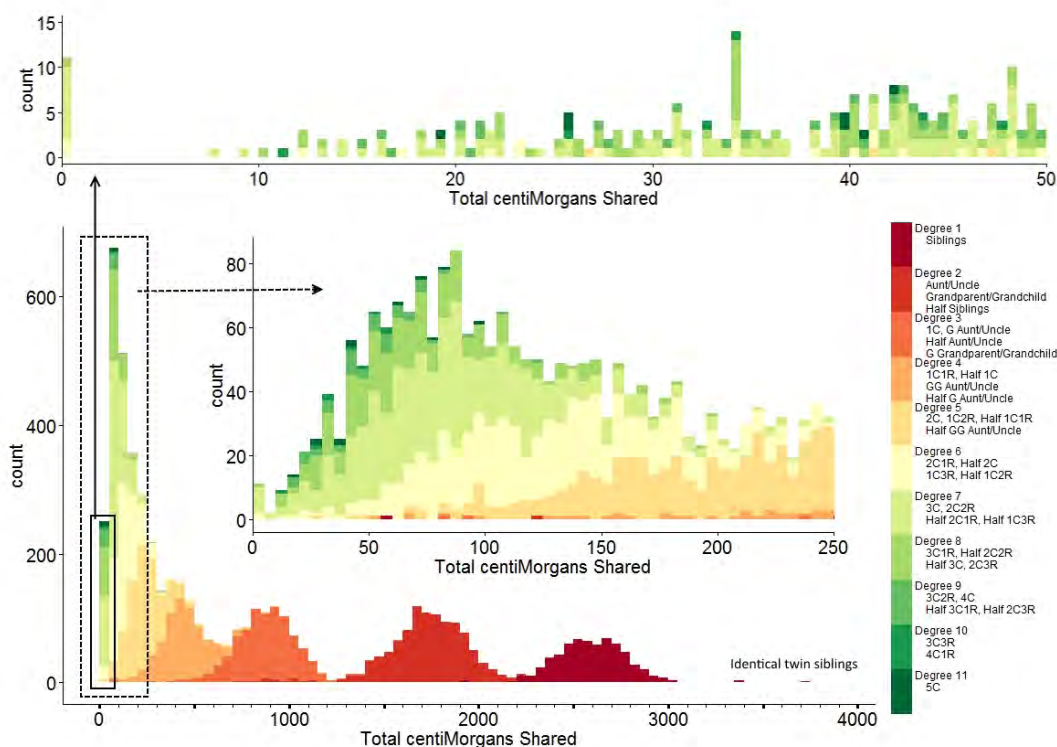 15
10
5
0
count
0
10
20
30
40
50
Total centiMorgans Shared
600
400
200
0
count
80
60
40
20
0
count
0
50
100
150
200
250
Total centiMorgans Shared
Identical twin siblings
0
1000
2000
3000
4000
Total centiMorgans Shared
Degree 1
Siblings
Degree 2
Aunt/Uncle
Grandparent/Grandchild
Half Siblings
Degree 3
1C, G Aunt/Uncle
Half Aunt/Uncle
G Grandparent/Grandchild
Degree 4
1C1R, Half 1C
GG Aunt/Uncle
Half G Aunt/Uncle
Degree 5
2C, 1C2R, Half 1C1R
Half GG Aunt/Uncle
Degree 6
2C1R, Half 2C
1C3R, Half 1C2R
Degree 7
3C, 2C2R
Half 2C1R, Half 1C3R
Degree 8
3C1R, Half 2C2R
Half 3C, 2C3R
Degree 9
3C2R, 4C
Half 3C1R, Half 2C3R
Degree 10
3C3R
4C1R
Degree 11
5C